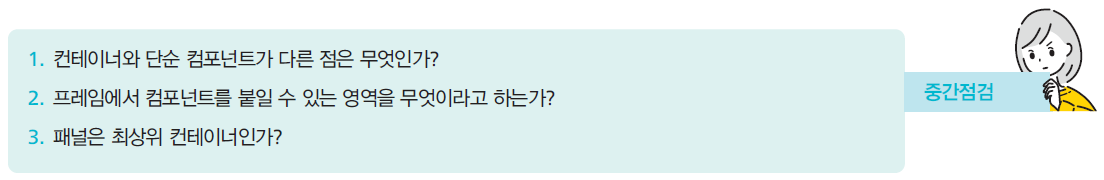 1. 컨테이너와 단순 컴포넌트가 다른 점은 무엇인가?
2. 프레임에서 컴포넌트를 붙일 수 있는 영역을 무엇이라고 하는가?
3. 패널은 최상위 컨테이너인가?
중간점검